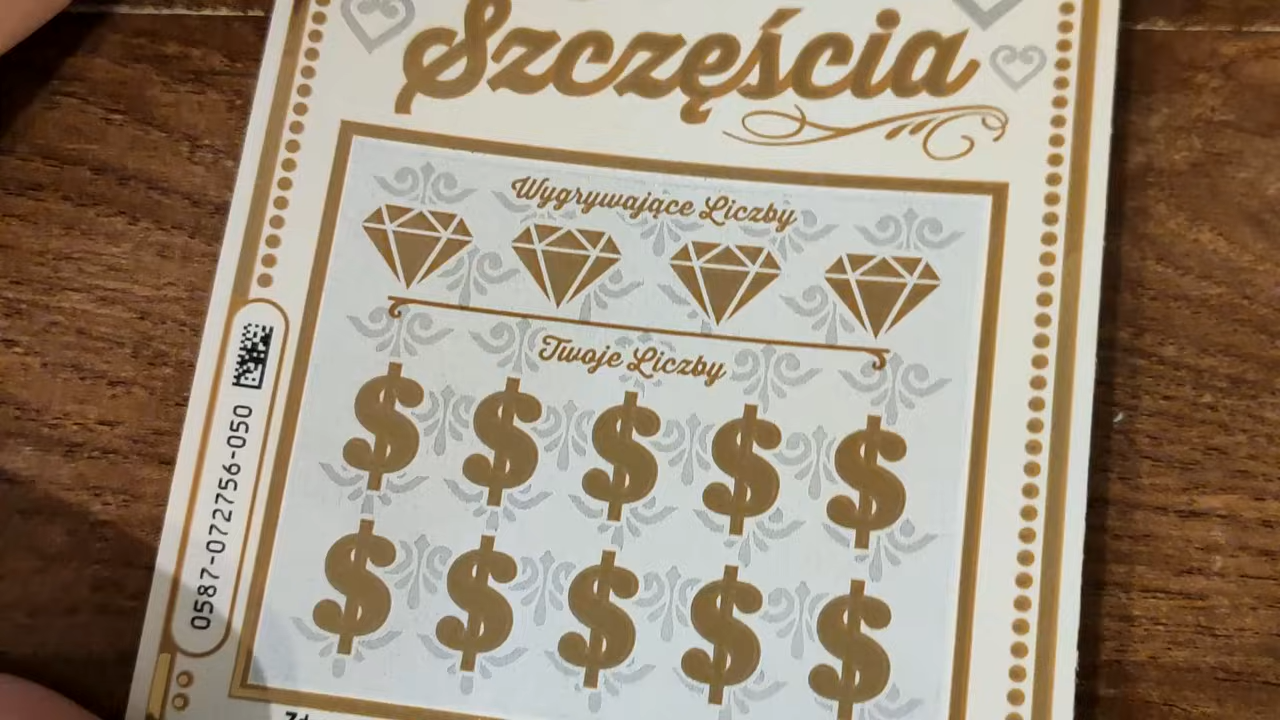 Szczęścia
Wygrywające Liczby
Twoje Liczby
$ $ $ $ $
$ $ $ $ $
0587-072756-050